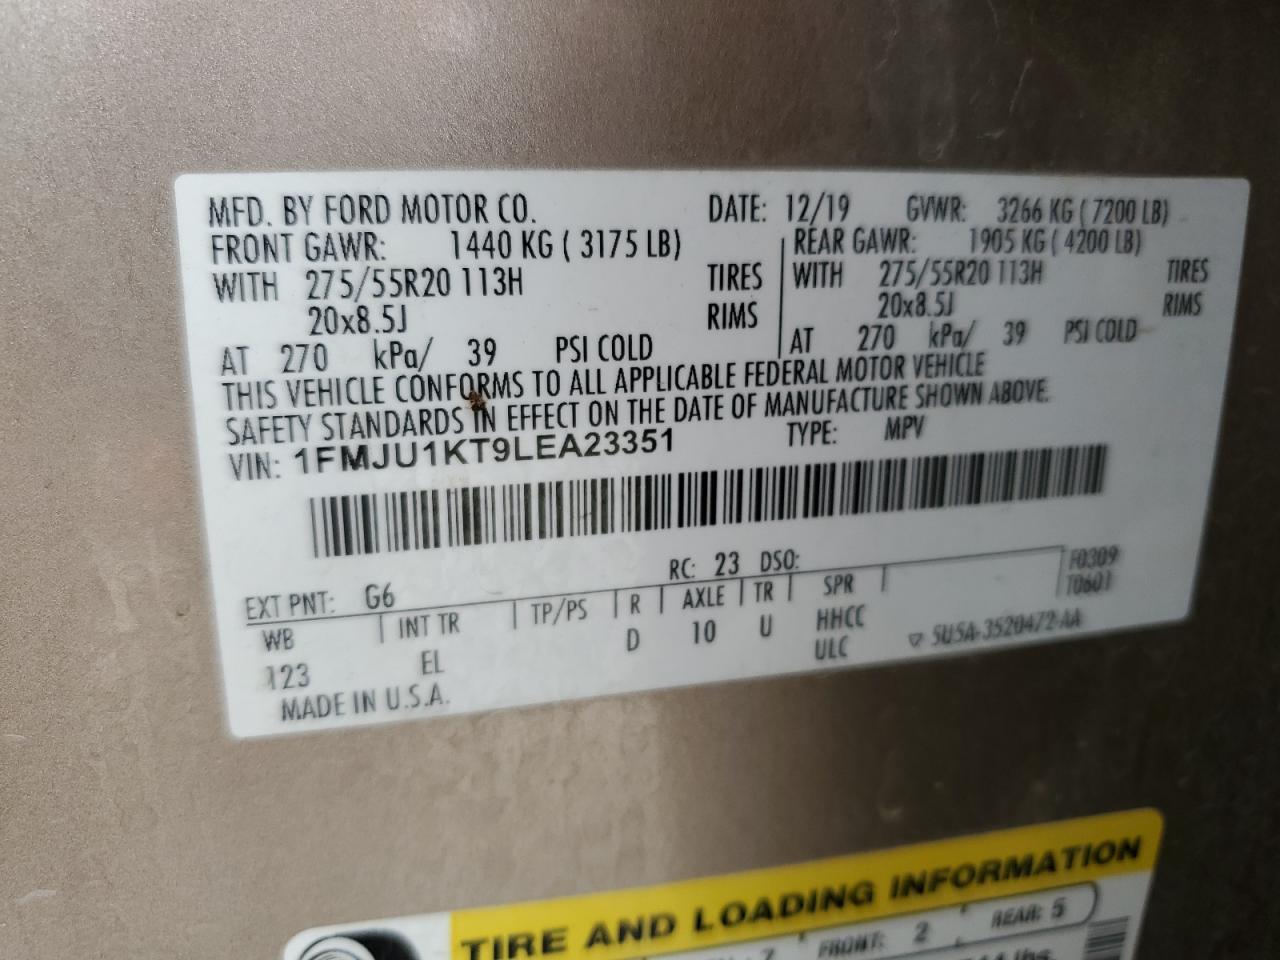 MFD. BY FORD MOTOR CO. DATE: 12/19 GVWR: 3266 KG ( 7200 LB)
FRONT GAWR: 1440 KG ( 3175 LB) REAR GAWR: 1905 KG ( 4200 LB)
WITH 275/55R20 113H TIRES WITH 275/55R20 113H TIRES
20x8.5J RIMS 20x8.5J RIMS
AT 270 kPa/ 39 PSI COLD AT 270 kPa/ 39 PSI COLD
THIS VEHICLE CONFORMS TO ALL APPLICABLE FEDERAL MOTOR VEHICLE
SAFETY STANDARDS IN EFFECT ON THE DATE OF MANUFACTURE SHOWN ABOVE.
VIN: 1FMJU1KT9LEA23351 TYPE: MPV
EXT PNT: G6 RC: 23 DSO: F0309
WB INT TR TP/PS R AXLE TR SPR T0601
123 EL D 10 U HHCC
ULC 5U5A-3520472-AA
MADE IN U.S.A.
TIRE AND LOADING INFORMATION
FRONT: 2 REAR: 5